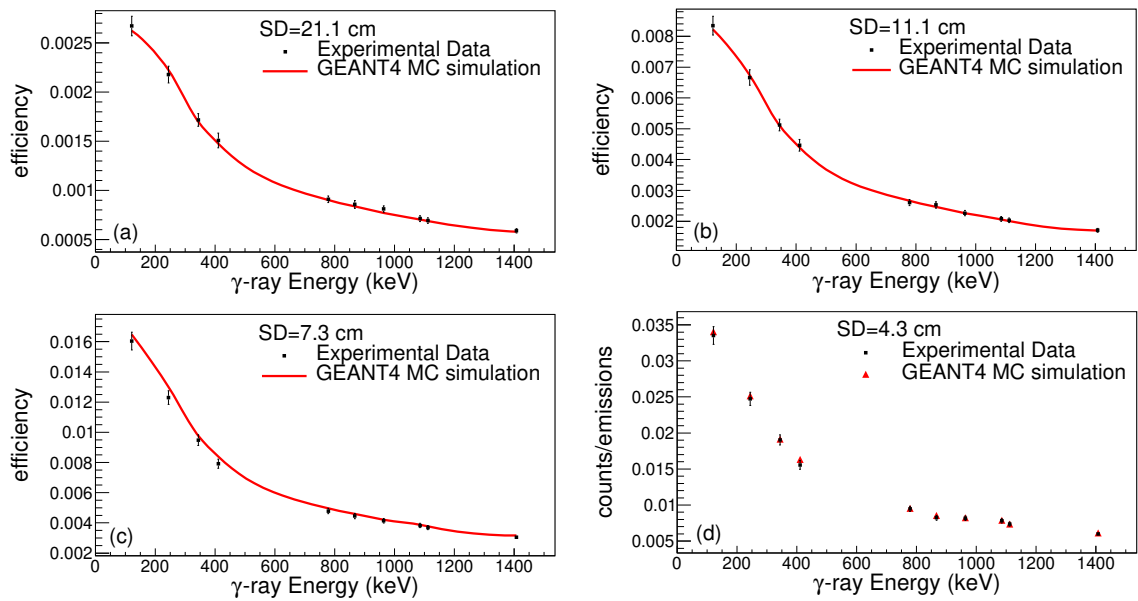 SD=21.1 cm
Experimental Data
GEANT4 MC simulation
efficiency
0.0025
0.002
0.0015
0.001
0.0005
(a)
0 200 400 600 800 1000 1200 1400
γ-ray Energy (keV)
SD=11.1 cm
Experimental Data
GEANT4 MC simulation
efficiency
0.008
0.007
0.006
0.005
0.004
0.003
0.002
(b)
0 200 400 600 800 1000 1200 1400
γ-ray Energy (keV)
SD=7.3 cm
Experimental Data
GEANT4 MC simulation
efficiency
0.016
0.014
0.012
0.01
0.008
0.006
0.004
0.002
(c)
0 200 400 600 800 1000 1200 1400
γ-ray Energy (keV)
SD=4.3 cm
Experimental Data
GEANT4 MC simulation
counts/emissions
0.035
0.03
0.025
0.02
0.015
0.01
0.005
(d)
0 200 400 600 800 1000 1200 1400
γ-ray Energy (keV)